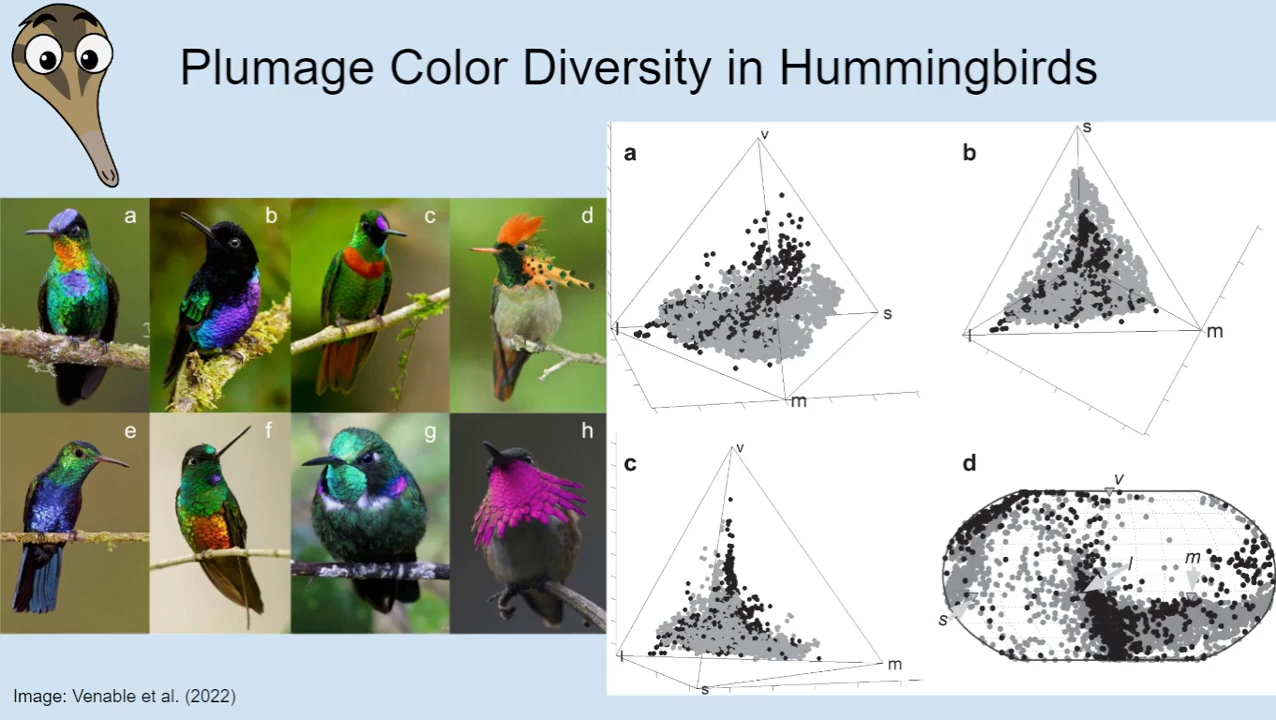 Plumage Color Diversity in Hummingbirds
a b c d
e f g h
a
v
l
s
m
b
s
l
m
c
v
l
m
s
d
v
l
m
s
Image: Venable et al. (2022)